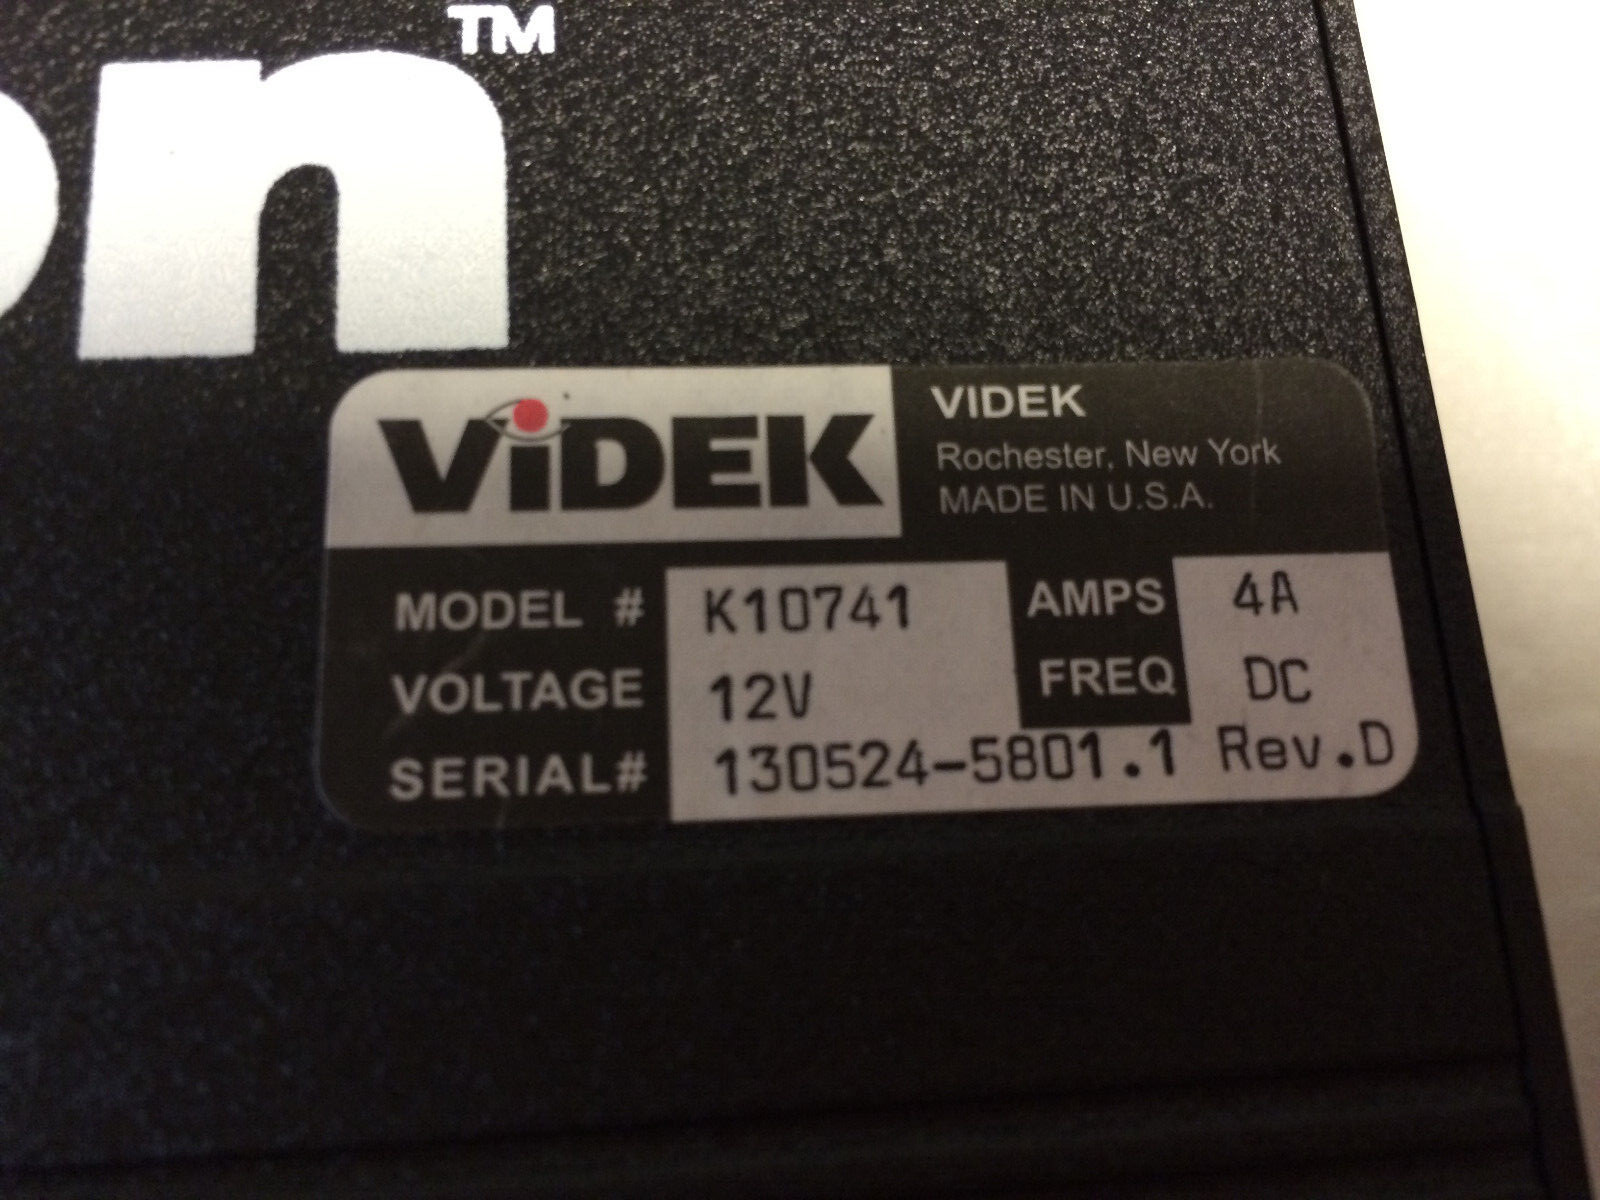 on™
ViDEK
VIDEK
Rochester, New York
MADE IN U.S.A.
MODEL # K10741 AMPS 4A
VOLTAGE 12V FREQ DC
SERIAL# 130524-5801.1 Rev.D